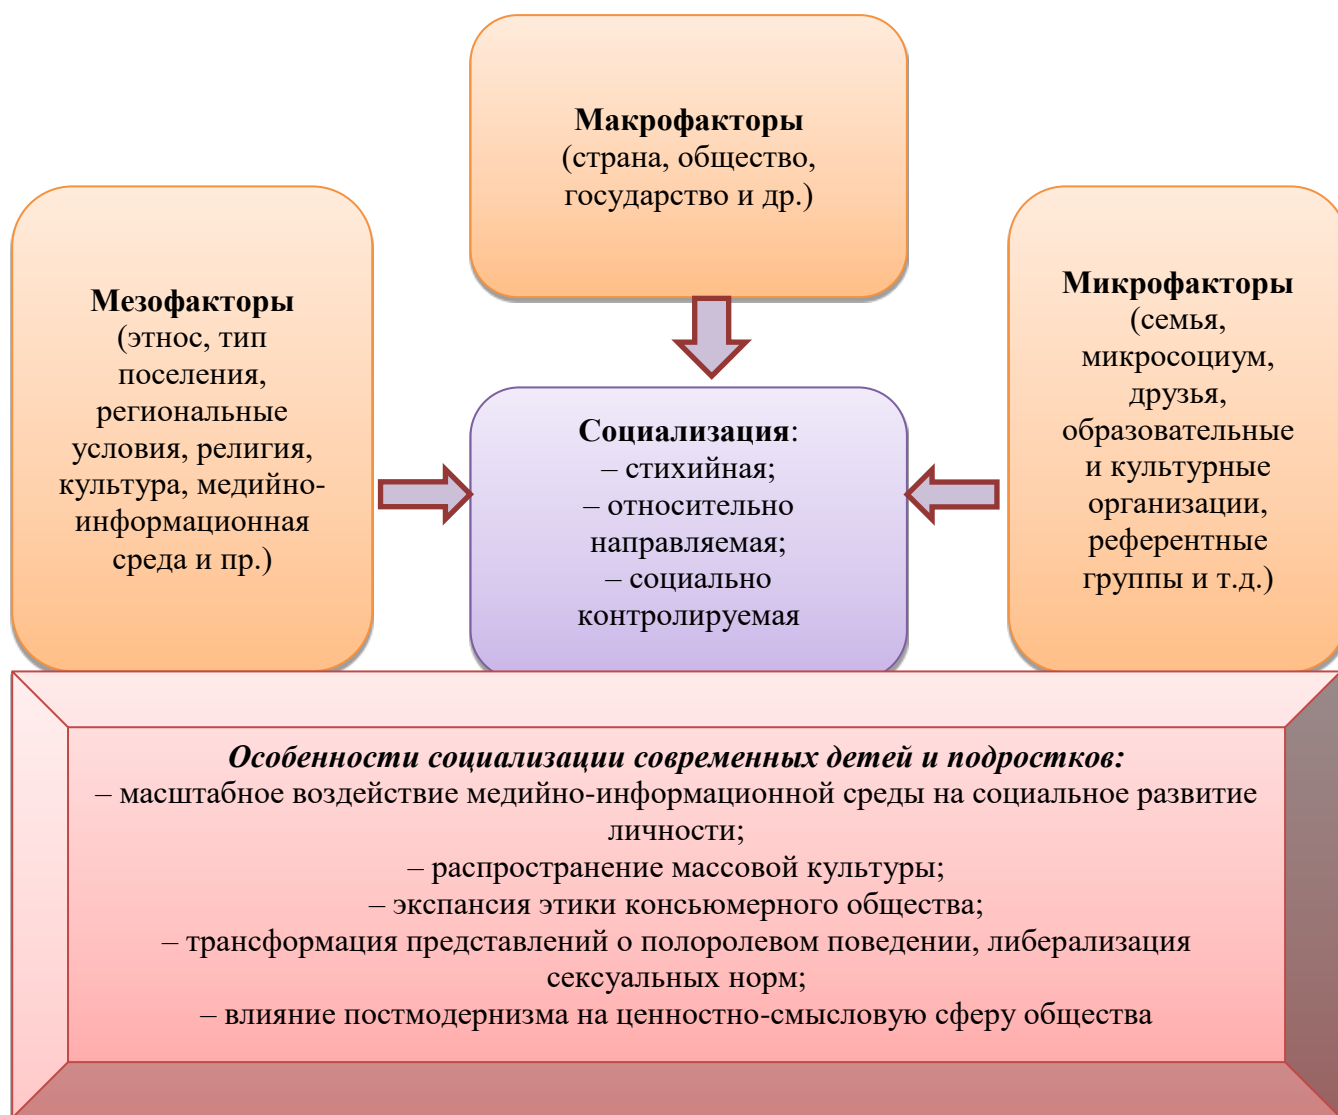 Макрофакторы
(страна, общество,
государство и др.)
Мезофакторы
(этнос, тип
поселения,
региональные
условия, религия,
культура, медийно-
информационная
среда и пр.)
Микрофакторы
(семья,
микросоциум,
друзья,
образовательные
и культурные
организации,
референтные
группы и т.д.)
Социализация:
– стихийная;
– относительно
направляемая;
– социально
контролируемая
Особенности социализации современных детей и подростков:
– масштабное воздействие медийно-информационной среды на социальное развитие
личности;
– распространение массовой культуры;
– экспансия этики консьюмерного общества;
– трансформация представлений о полоролевом поведении, либерализация
сексуальных норм;
– влияние постмодернизма на ценностно-смысловую сферу общества